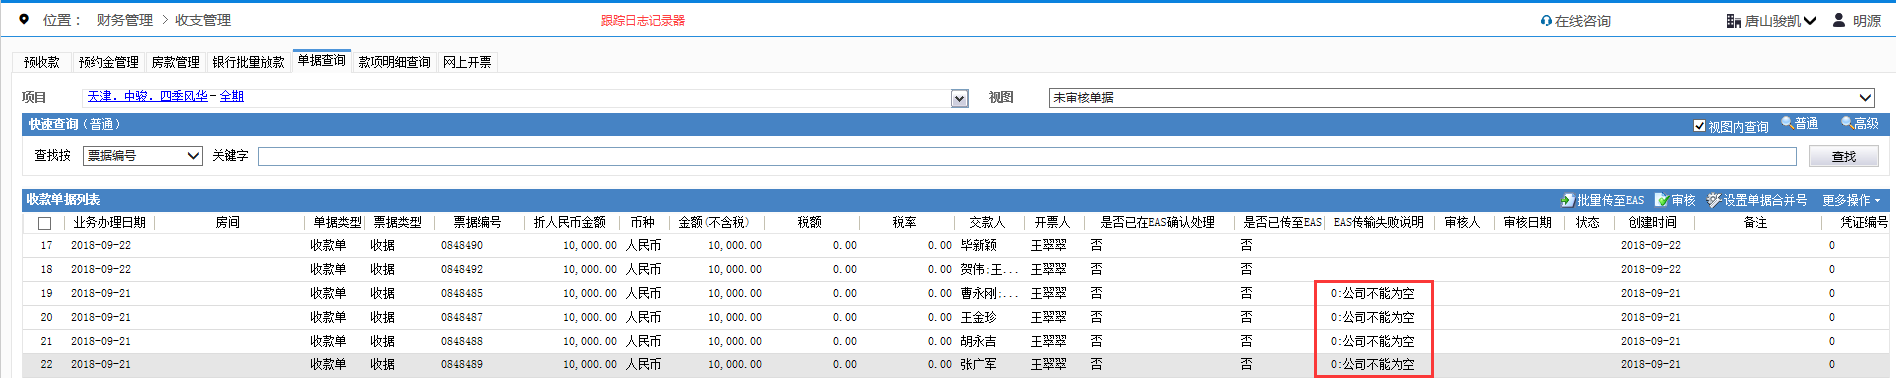 位置： 财务管理 > 收支管理 跟踪日志记录器 在线咨询 唐山骏凯 明源
预收款 预约金管理 房款管理 银行批量放款 单据查询 款项明细查询 网上开票
项目 天津．中骏．四季风华-全期 视图 未审核单据
快速查询（普通） 视图内查询 普通 高级
查找按 票据编号 关键字 查找
收款单据列表 批里传至EAS 审核 设置单据合并号 更多操作
业务办理日期 房间 单据类型 票据类型 票据编号 折人民币金额 币种 金额(不含税) 税额 税率 交款人 开票人 是否已在EAS确认处理 是否已传至EAS EAS传输失败说明 审核人 审核日期 状态 创建时间 备注 凭证编号
17 2018-09-22 收款单 收据 0848490 10,000.00 人民币 10,000.00 0.00 0.00 毕新颖 王翠翠 否 否 2018-09-22 0
18 2018-09-22 收款单 收据 0848492 10,000.00 人民币 10,000.00 0.00 0.00 贺伟;王... 王翠翠 否 否 2018-09-22 0
19 2018-09-21 收款单 收据 0848485 10,000.00 人民币 10,000.00 0.00 0.00 曹永刚;... 王翠翠 否 否 0:公司不能为空 2018-09-21 0
20 2018-09-21 收款单 收据 0848487 10,000.00 人民币 10,000.00 0.00 0.00 王金珍 王翠翠 否 否 0:公司不能为空 2018-09-21 0
21 2018-09-21 收款单 收据 0848488 10,000.00 人民币 10,000.00 0.00 0.00 胡永吉 王翠翠 否 否 0:公司不能为空 2018-09-21 0
22 2018-09-21 收款单 收据 0848489 10,000.00 人民币 10,000.00 0.00 0.00 张广军 王翠翠 否 否 0:公司不能为空 2018-09-21 0